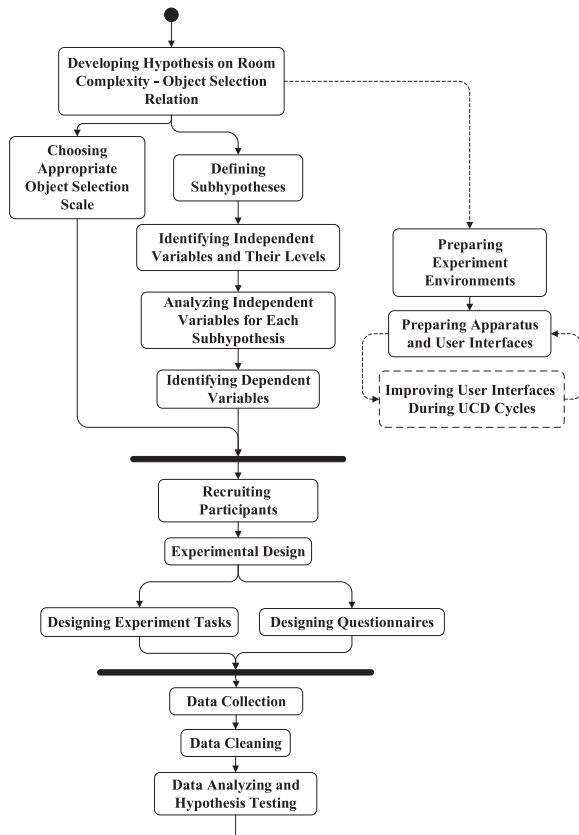 Developing Hypothesis on Room
Complexity - Object Selection
Relation
Choosing
Appropriate
Object Selection
Scale
Defining
Subhypotheses
Identifying Independent
Variables and Their Levels
Analyzing Independent
Variables for Each
Subhypothesis
Identifying Dependent
Variables
Preparing
Experiment
Environments
Preparing Apparatus
and User Interfaces
Improving User Interfaces
During UCD Cycles
Recruiting
Participants
Experimental Design
Designing Experiment Tasks
Designing Questionnaires
Data Collection
Data Cleaning
Data Analyzing and
Hypothesis Testing